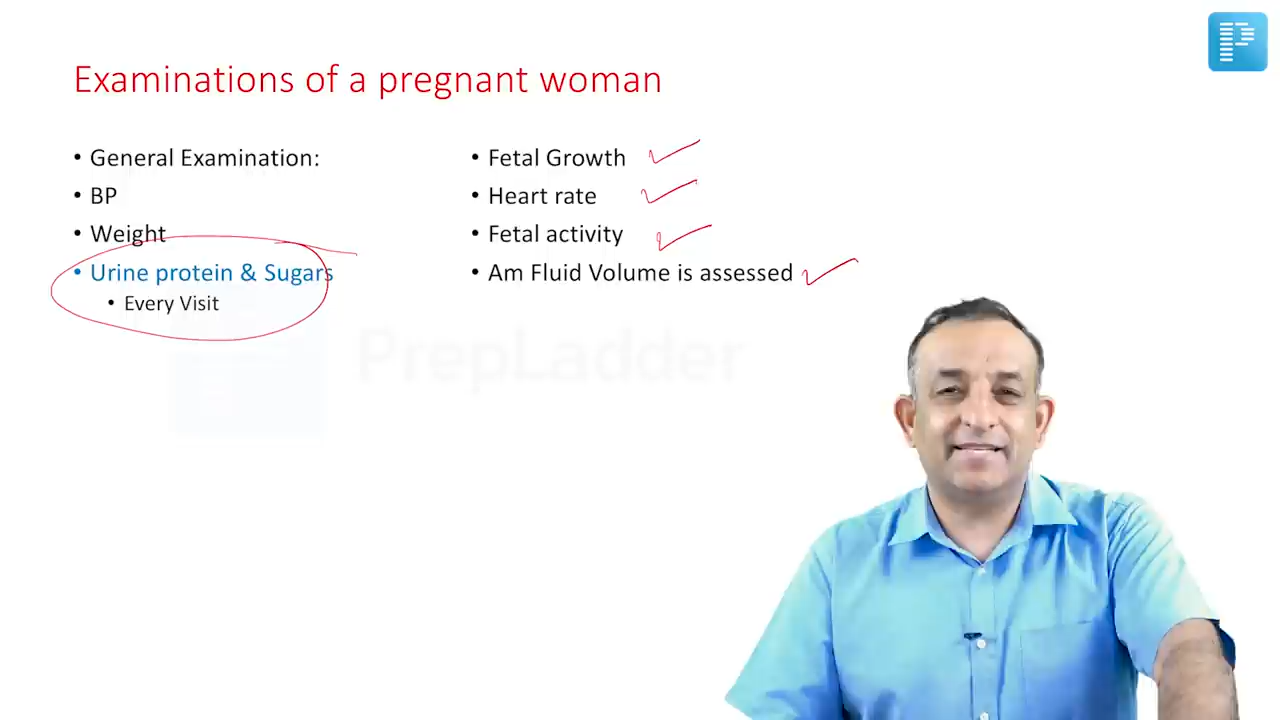 Examinations of a pregnant woman
• General Examination:
• BP
• Weight
• Urine protein & Sugars
• Every Visit
• Fetal Growth
• Heart rate
• Fetal activity
• Am Fluid Volume is assessed
PrepLadder